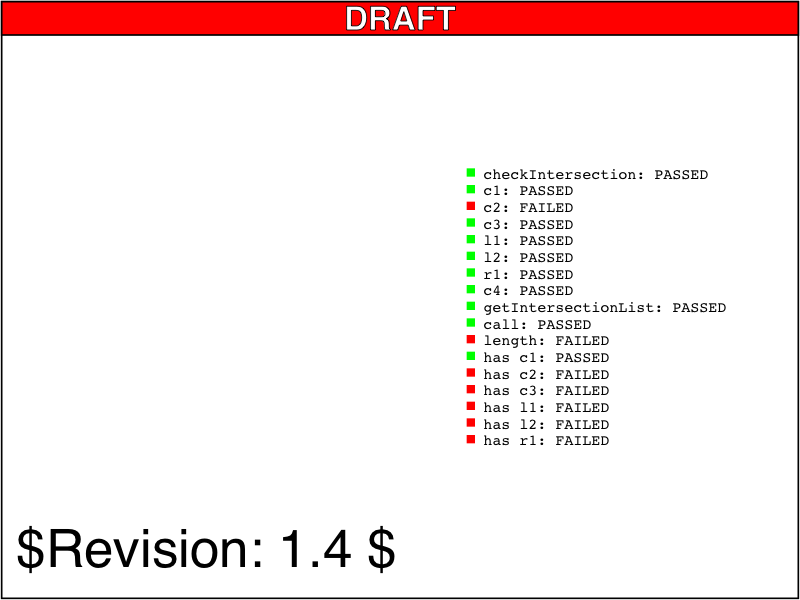 DRAFT
checkIntersection: PASSED
c1: PASSED
c2: FAILED
c3: PASSED
l1: PASSED
l2: PASSED
r1: PASSED
c4: PASSED
getIntersectionList: PASSED
call: PASSED
length: FAILED
has c1: PASSED
has c2: FAILED
has c3: FAILED
has l1: FAILED
has l2: FAILED
has r1: FAILED
$Revision: 1.4 $